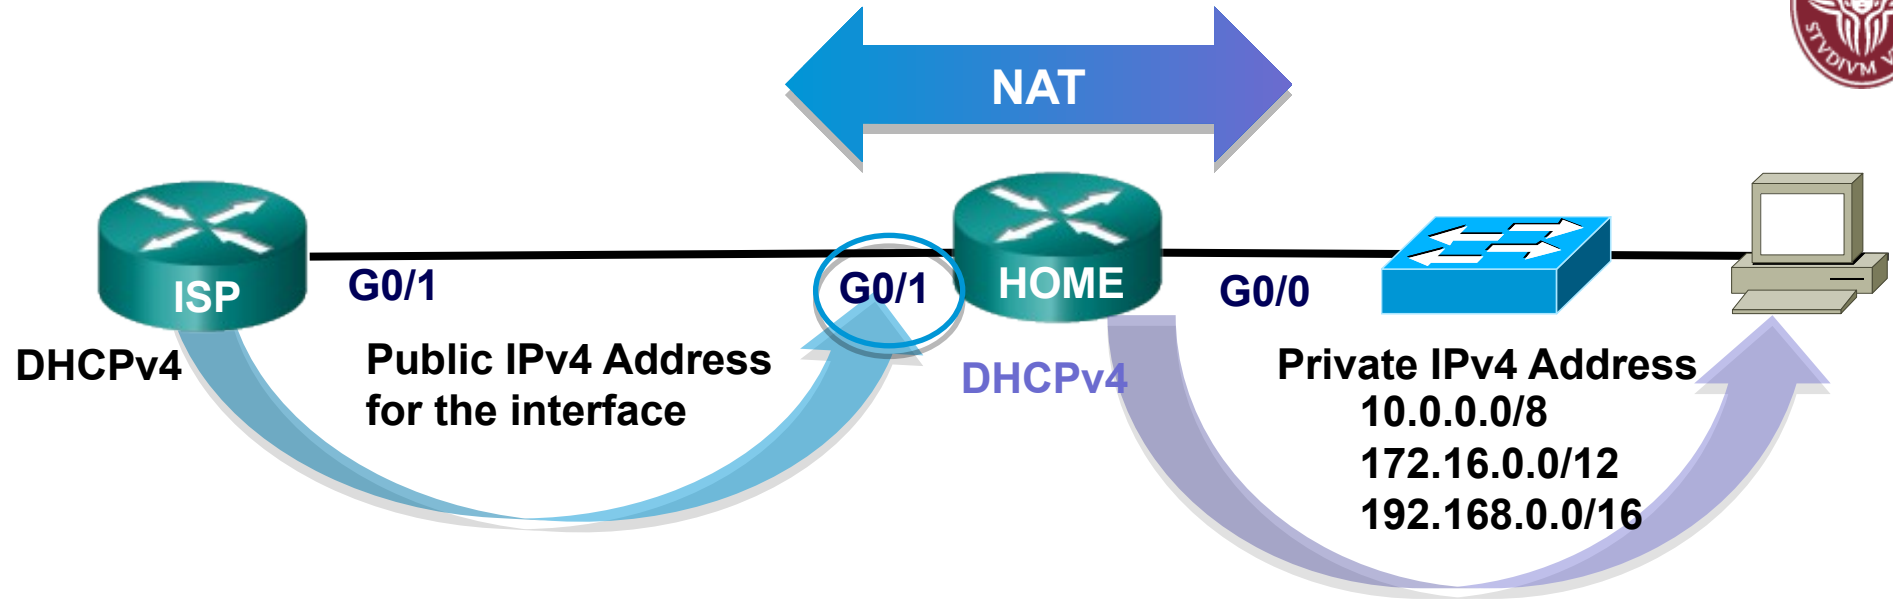 STVDIVM V
NAT
ISP
G0/1
G0/1
HOME
G0/0
DHCPv4
Public IPv4 Address
for the interface
DHCPv4
Private IPv4 Address
10.0.0.0/8
172.16.0.0/12
192.168.0.0/16